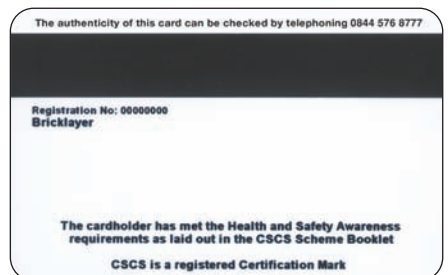 The authenticity of this card can be checked by telephoning 0844 576 8777
Registration No: 00000000
Bricklayer
The cardholder has met the Health and Safety Awareness
requirements as laid out in the CSCS Scheme Booklet
CSCS is a registered Certification Mark